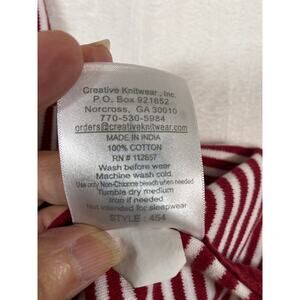 Creative Knitwear, Inc.
P.O. Box 921652
Norcross, GA 30010
770-530-5984
orders@creativeknitwear.com
MADE IN INDIA
100% COTTON
RN # 112657
Wash before wear
Machine wash cold.
Use only Non-Chlorine bleach when needed
Tumble dry medium
Iron if needed
Not intended for sleepwear
STYLE : 454